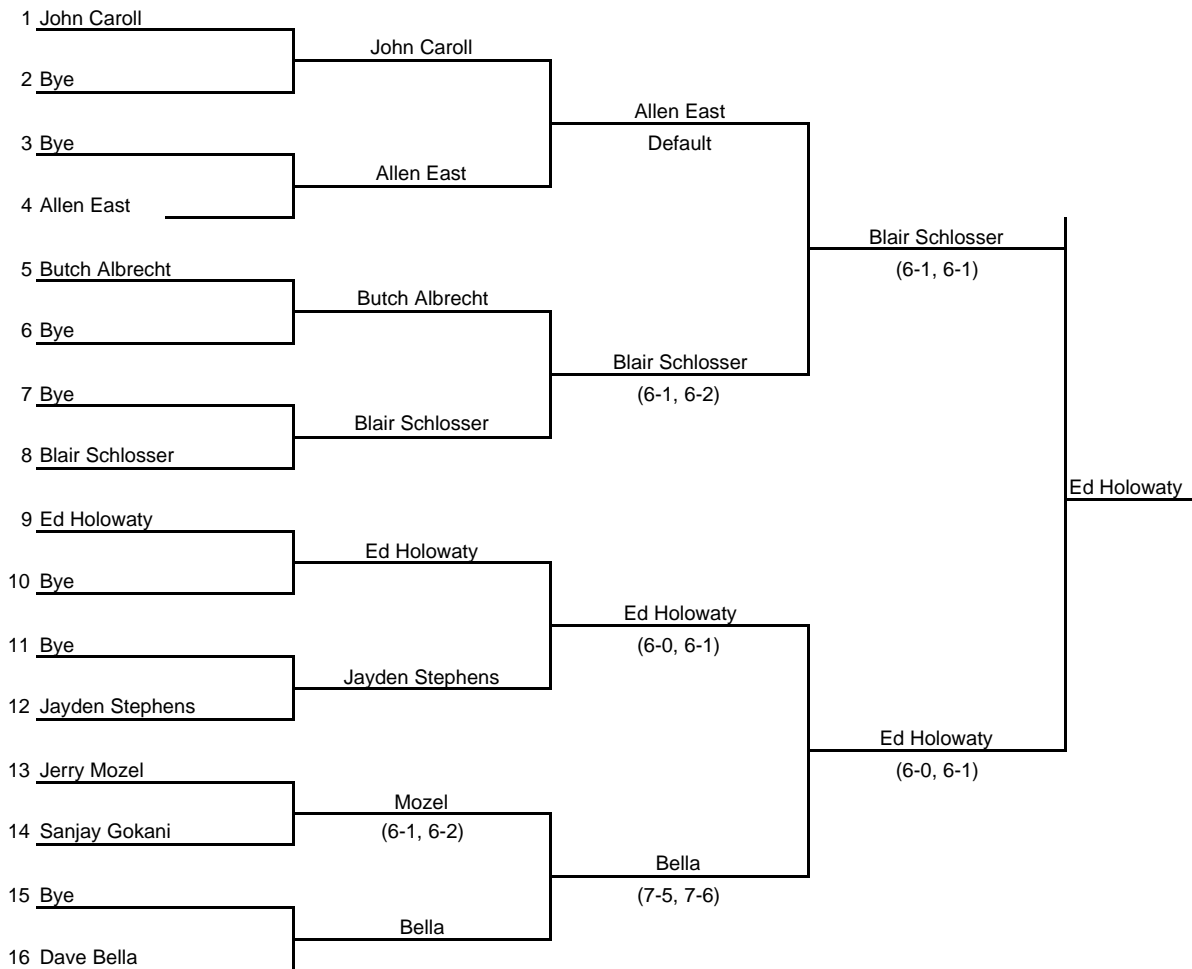 1 John Caroll
John Caroll
2 Bye
Allen East
Default
3 Bye
Allen East
4 Allen East
Blair Schlosser
(6-1, 6-1)
5 Butch Albrecht
Butch Albrecht
6 Bye
Blair Schlosser
(6-1, 6-2)
7 Bye
Blair Schlosser
8 Blair Schlosser
Ed Holowaty
9 Ed Holowaty
Ed Holowaty
10 Bye
Ed Holowaty
(6-0, 6-1)
11 Bye
Jayden Stephens
12 Jayden Stephens
Ed Holowaty
(6-0, 6-1)
13 Jerry Mozel
Mozel
(6-1, 6-2)
14 Sanjay Gokani
Bella
(7-5, 7-6)
15 Bye
Bella
16 Dave Bella